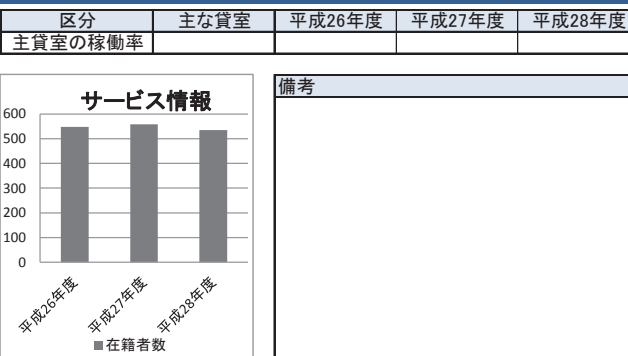 区分 主な貸室 平成26年度 平成27年度 平成28年度
主貸室の稼働率
サービス情報
600
500
400
300
200
100
0
平成26年度 平成27年度 平成28年度
■在籍者数
備考